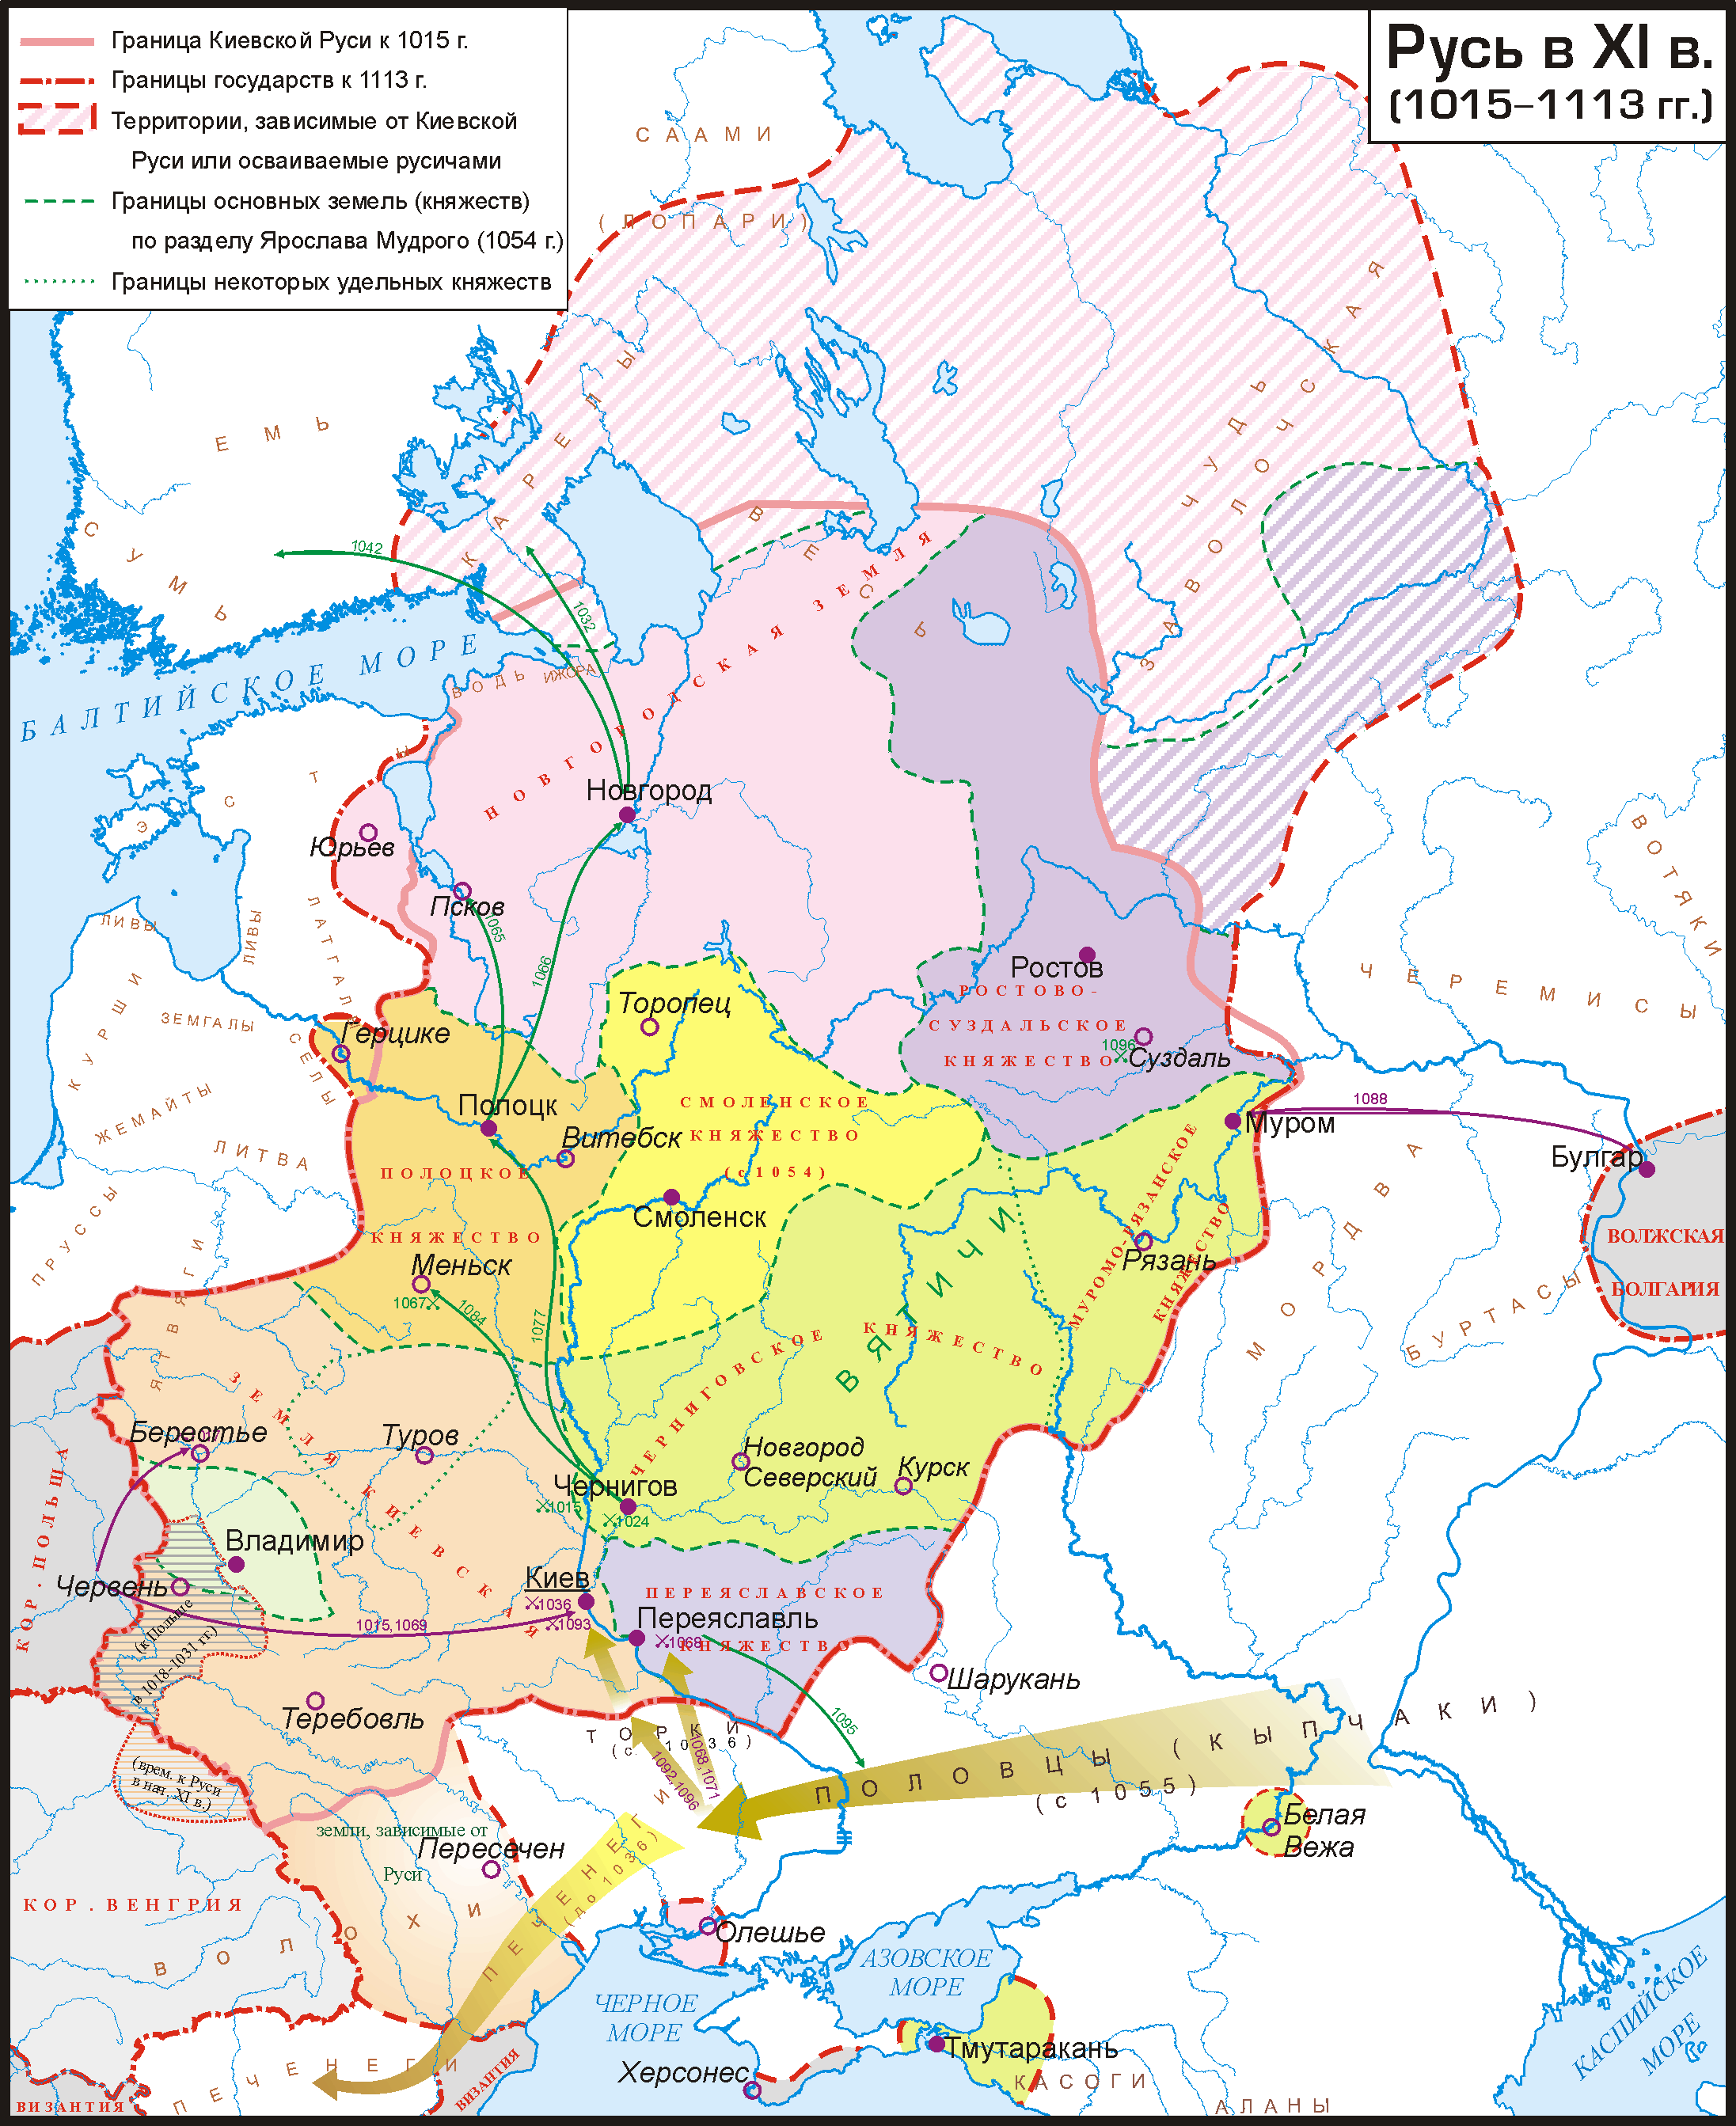 Русь в XI в.
(1015–1113 гг.)
Граница Киевской Руси к 1015 г.
Границы государств к 1113 г.
Территории, зависимые от Киевской
Руси или осваиваемые русичами
Границы основных земель (княжеств)
по разделу Ярослава Мудрого (1054 г.)
Границы некоторых удельных княжеств
СААМИ
(ЛОПАРИ)
ЕМЬ
СУМЬ
КАРЕЛЫ
ВЕСЬ
ЧУДЬ
ЗАВОЛОЧСКАЯ
1042
1032
БАЛТИЙСКОЕ МОРЕ
ВОДЬ
ИЖОРА
НОВГОРОДСКАЯ ЗЕМЛЯ
ЭСТЫ
Новгород
Юрьев
Псков
1065
1066
ВОТЯКИ
ЛИВЫ
ЛИВЫ
ЛАТГАЛЫ
КУРШИ
ЗЕМГАЛЫ
СЕЛЫ
ЖЕМАЙТЫ
ЛИТВА
ПРУССЫ
ЯТВЯГИ
Герцике
Торопец
Ростов
РОСТОВО-
СУЗДАЛЬСКОЕ
КНЯЖЕСТВО
1096
Суздаль
ЧЕРЕМИСЫ
Полоцк
Витебск
ПОЛОЦКОЕ
КНЯЖЕСТВО
СМОЛЕНСКОЕ
КНЯЖЕСТВО
(с 1054)
Смоленск
Муром
1088
Булгар
ВОЛЖСКАЯ
БОЛГАРИЯ
МОРДВА
БУРТАСЫ
Рязань
МУРОМО-РЯЗАНСКОЕ
КНЯЖЕСТВО
ВЯТИЧИ
Меньск
1067
1084
1077
ЧЕРНИГОВСКОЕ КНЯЖЕСТВО
ЗЕМЛЯ КИЕВСКАЯ
КОР. ПОЛЬША
Берестье
Туров
Новгород
Северский
Курск
Чернигов
1015
1024
Владимир
Червень
(к Польше
в 1018-1031 гг.)
1015,1069
Киев
1036
1093
ПЕРЕЯСЛАВСКОЕ
КНЯЖЕСТВО
Переяславль
1068
1095
Шарукань
Теребовль
ТОРКИ
(с 1036)
1092,1096
1068,1071
ПОЛОВЦЫ (КЫПЧАКИ)
(с 1055)
(врем. к Руси
в нач. XI в.)
земли, зависимые от
Руси
Пересечен
ПЕЧЕНЕГИ
(до 1036)
Белая
Вежа
КОР. ВЕНГРИЯ
ВОЛОХИ
Олешье
АЗОВСКОЕ
МОРЕ
ЧЕРНОЕ
МОРЕ
Херсонес
Тмутаракань
КАСОГИ
АЛАНЫ
КАСПИЙСКОЕ
МОРЕ
ПЕЧЕНЕГИ
ВИЗАНТИЯ
ВИЗАНТИЯ